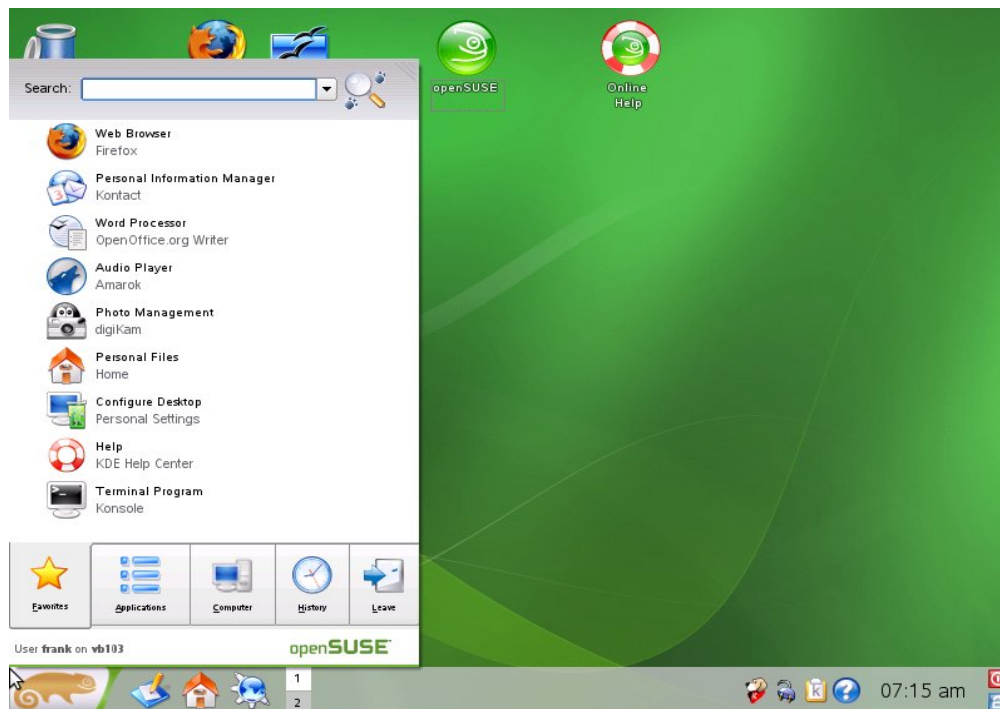 Search:
openSUSE
Online
Help
Web Browser
Firefox
Personal Information Manager
Kontact
Word Processor
OpenOffice.org Writer
Audio Player
Amarok
Photo Management
digiKam
Personal Files
Home
Configure Desktop
Personal Settings
Help
KDE Help Center
Terminal Program
Konsole
Favorites
Applications
Computer
History
Leave
User frank on vb103
openSUSE
1
2
07:15 am